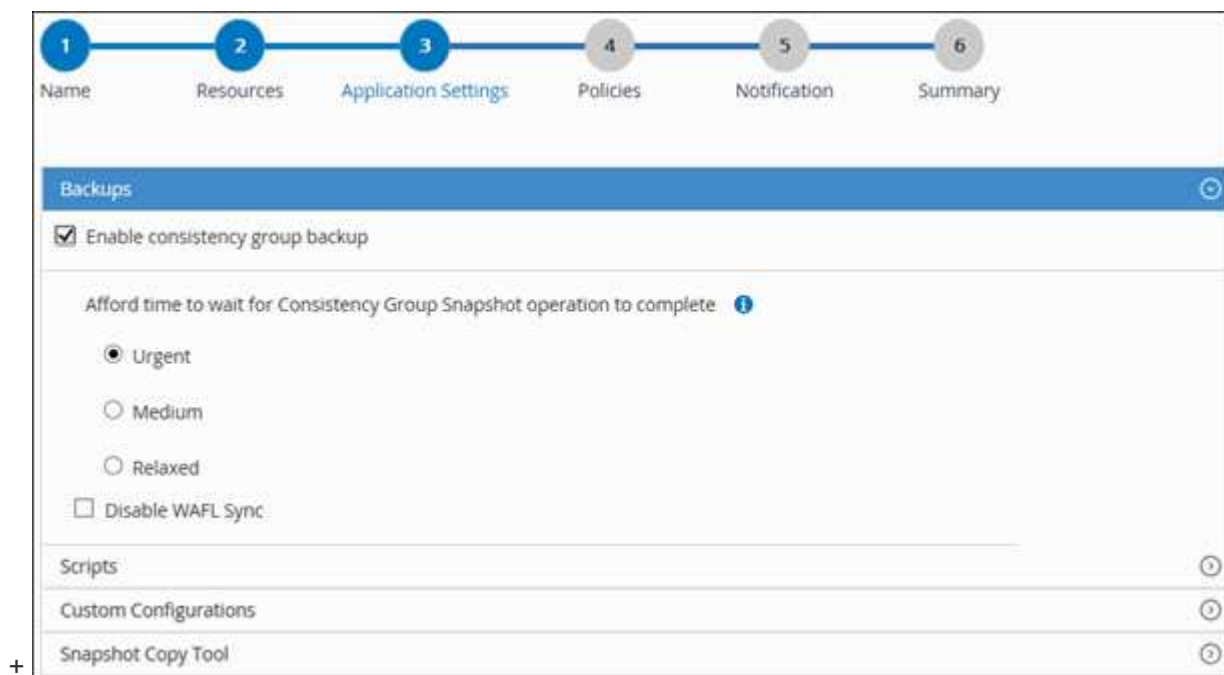 1 2 3 4 5 6
Name Resources Application Settings Policies Notification Summary
Backups
Enable consistency group backup
Afford time to wait for Consistency Group Snapshot operation to complete
Urgent
Medium
Relaxed
Disable WAFL Sync
Scripts
Custom Configurations
+ Snapshot Copy Tool